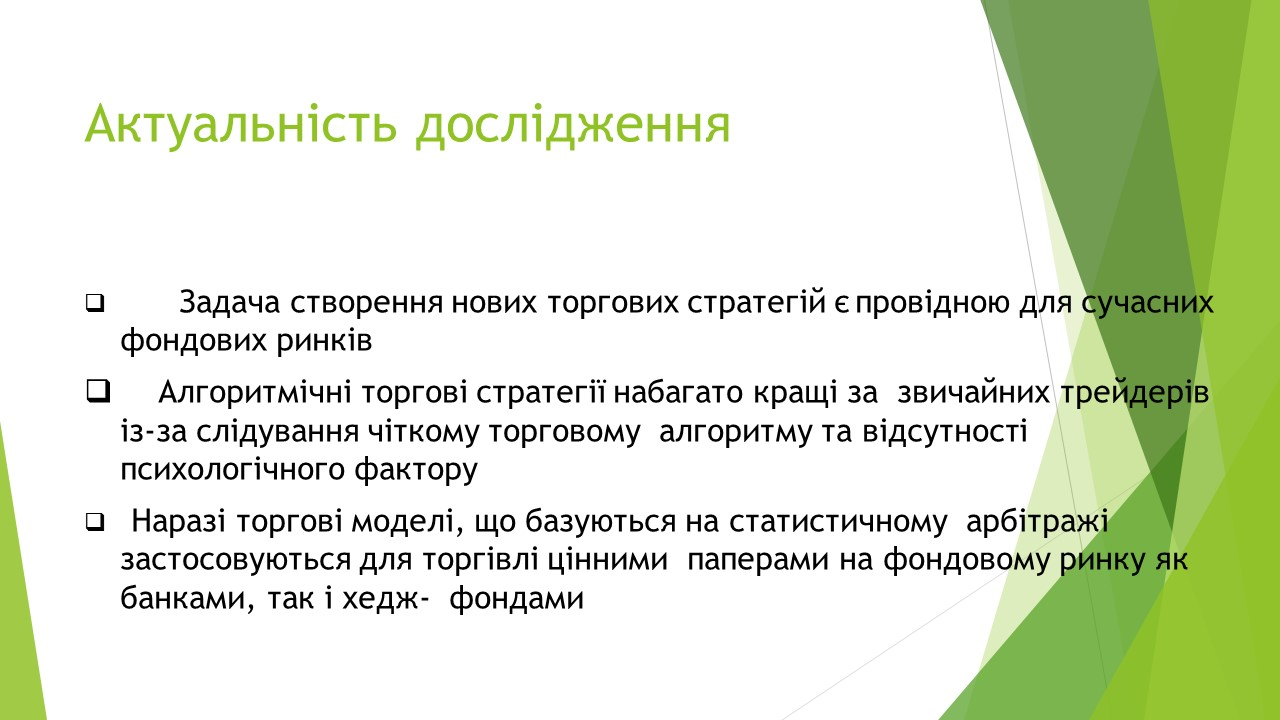 Актуальність дослідження
Задача створення нових торгових стратегій є провідною для сучасних
фондових ринків
Алгоритмічні торгові стратегії набагато кращі за звичайних трейдерів
із-за слідування чіткому торговому алгоритму та відсутності
психологічного фактору
Наразі торгові моделі, що базуються на статистичному арбітражі
застосовуються для торгівлі цінними паперами на фондовому ринку як
банками, так і хедж- фондами